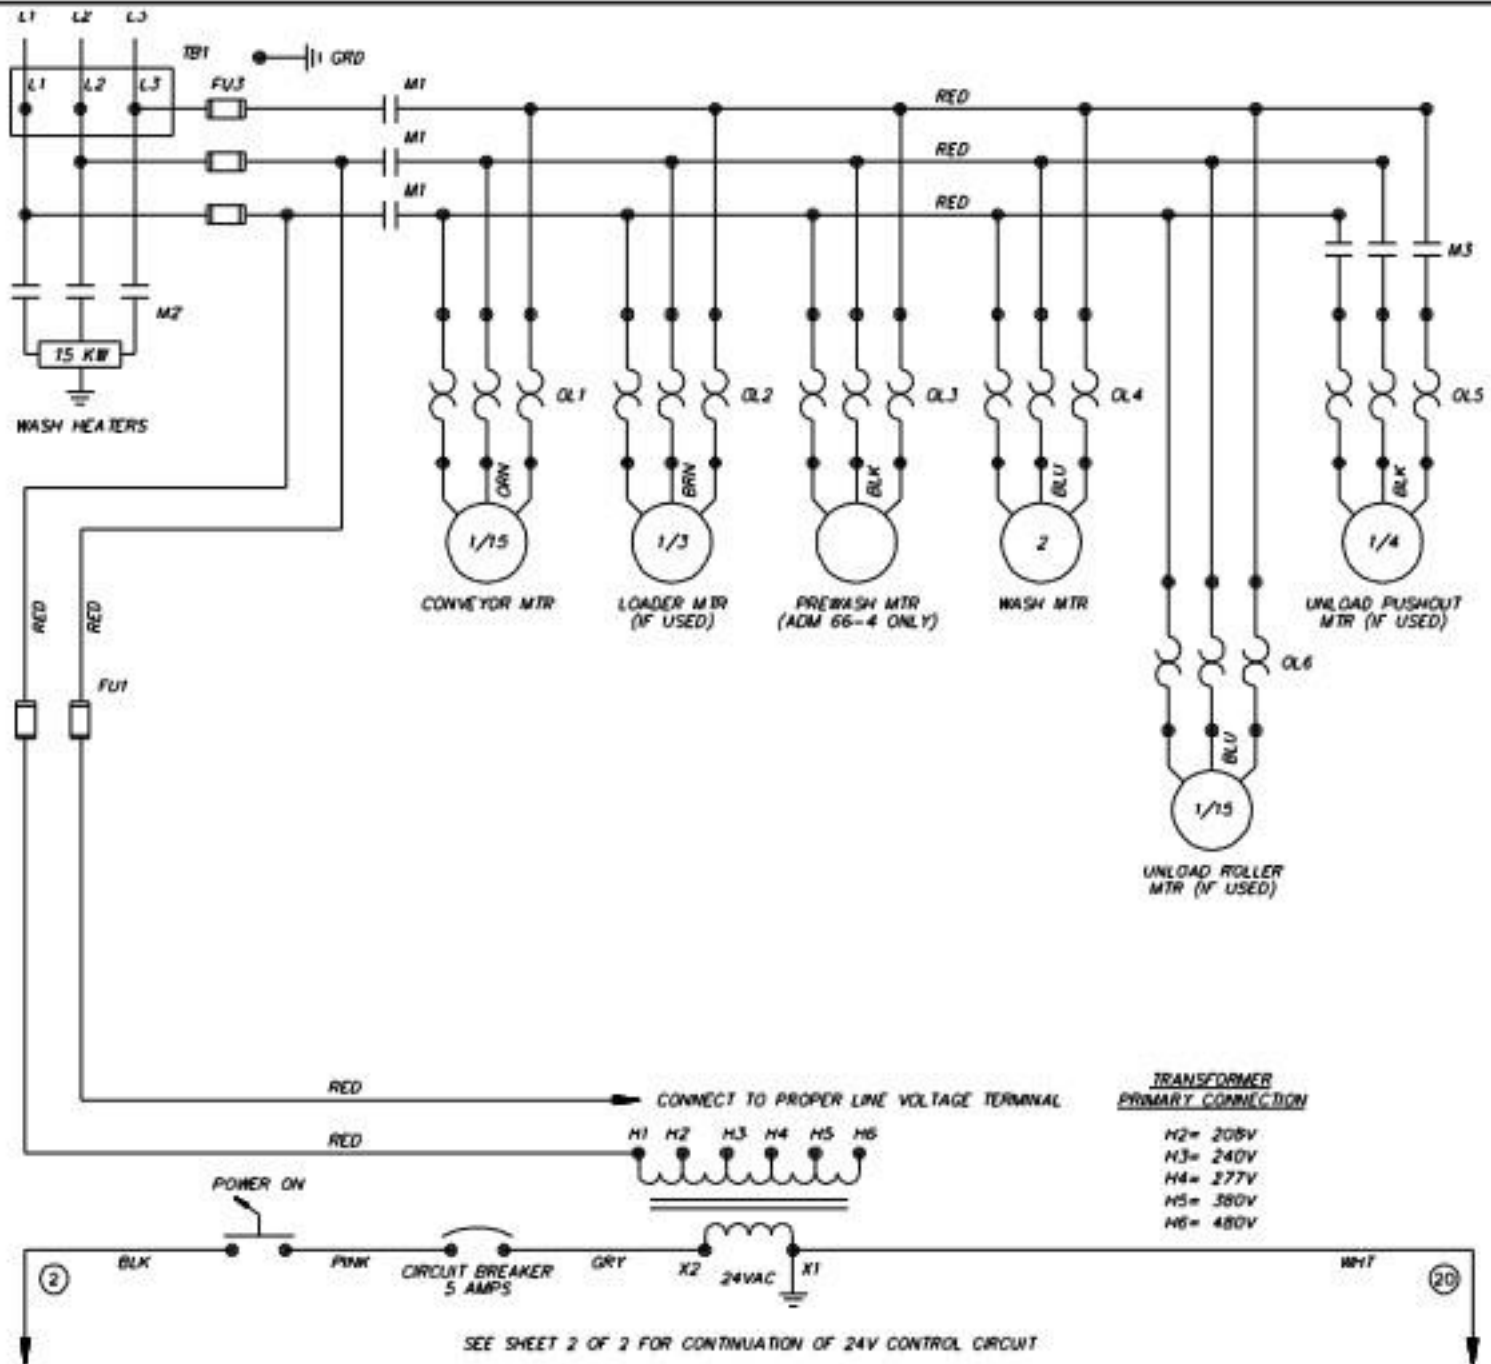 L1 L2 L3
TB1
GRD
L1 L2 L3
FU3
M1
RED
M1
RED
M1
RED
M3
M2
15 KW
WASH HEATERS
OL1
OL2
OL3
OL4
OL5
ORN
BRN
BLK
BLU
BLK
1/15
1/3
2
1/4
CONVEYOR MTR
LOADER MTR
(IF USED)
PREWASH MTR
(ADM 66-4 ONLY)
WASH MTR
UNLOAD PUSHOUT
MTR (IF USED)
RED
RED
OL6
FU1
BLU
1/15
UNLOAD ROLLER
MTR (IF USED)
RED
CONNECT TO PROPER LINE VOLTAGE TERMINAL
TRANSFORMER
PRIMARY CONNECTION
RED
H1 H2 H3 H4 H5 H6
H2= 208V
H3= 240V
H4= 277V
H5= 380V
H6= 480V
POWER ON
2
BLK
PINK
CIRCUIT BREAKER
5 AMPS
GRY
X2
24VAC
X1
WHT
20
SEE SHEET 2 OF 2 FOR CONTINUATION OF 24V CONTROL CIRCUIT